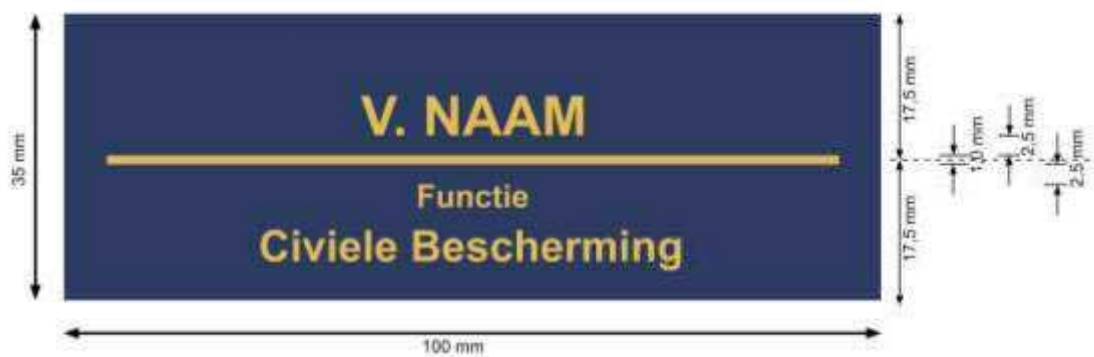 V. NAAM
Functie
Civiele Bescherming
35 mm
100 mm
17,5 mm
17,5 mm
1,0 mm
2,5 mm
2,5 mm